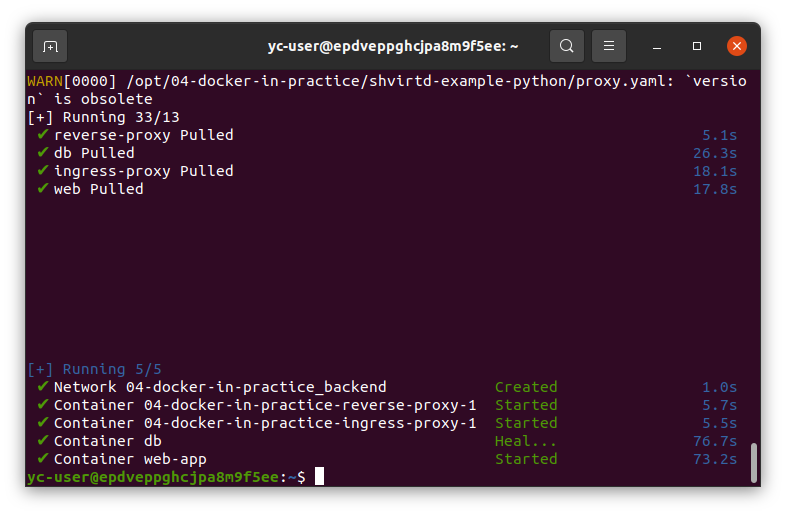 yc-user@epdveppghcjpa8m9f5ee: ~
WARN[0000] /opt/04-docker-in-practice/shvirtd-example-python/proxy.yaml: `versio
n` is obsolete
[+] Running 33/13
✔ reverse-proxy Pulled 5.1s
✔ db Pulled 26.3s
✔ ingress-proxy Pulled 18.1s
✔ web Pulled 17.8s
[+] Running 5/5
✔ Network 04-docker-in-practice_backend Created 1.0s
✔ Container 04-docker-in-practice-reverse-proxy-1 Started 5.7s
✔ Container 04-docker-in-practice-ingress-proxy-1 Started 5.5s
✔ Container db Heal... 76.7s
✔ Container web-app Started 73.2s
yc-user@epdveppghcjpa8m9f5ee:~$